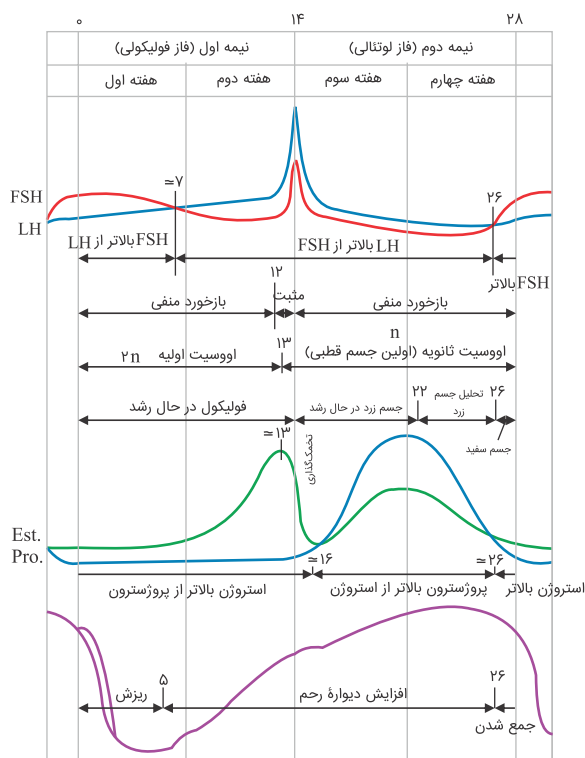 ۰ ۱۴ ۲۸
نیمه اول (فاز فولیکولی) نیمه دوم (فاز لوتئالی)
هفته اول هفته دوم هفته سوم هفته چهارم
≃۷
FSH
۲۶
LH
FSH بالاتر از LH
LH بالاتر از FSH
FSH بالاتر
۱۲
مثبت
بازخورد منفی
بازخورد منفی
n
۱۳
اووسیت اولیه ۲n
اووسیت ثانویه (اولین جسم قطبی)
۲۲
تحلیل جسم زرد
۲۶
فولیکول در حال رشد
جسم زرد در حال رشد
≃۱۳
تخمک‌گذاری
جسم سفید
Est.
Pro.
≃۱۶
≃۲۶
استروژن بالاتر از پروژسترون
پروژسترون بالاتر از استروژن
استروژن بالاتر
۵
۲۶
ریزش
افزایش دیوارهٔ رحم
جمع شدن